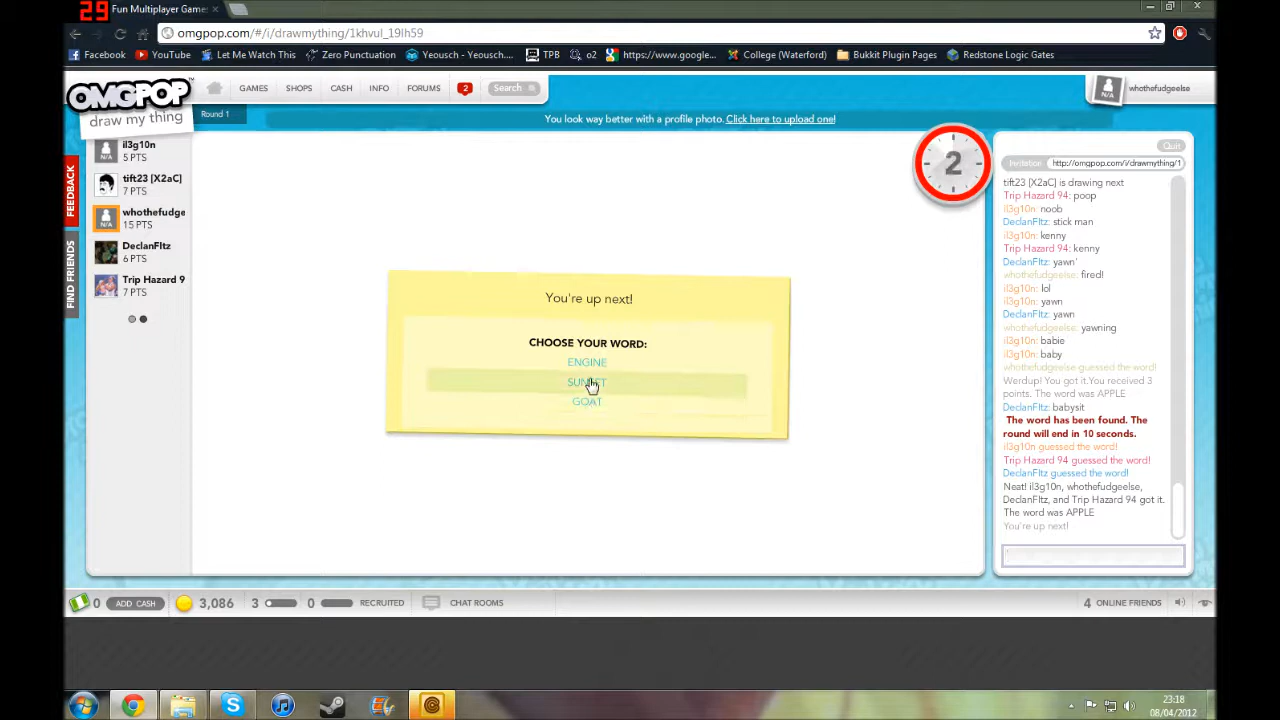 29
Fun Multiplayer Game
omgpop.com/#/i/drawmything/1khvul_19lh59
Facebook YouTube Let Me Watch This Zero Punctuation Yeousch - Yeousch.... TPB o2 https://www.google... College (Waterford) Bukkit Plugin Pages Redstone Logic Gates
OMGPOP
draw my thing
GAMES SHOPS CASH INFO FORUMS 2 Search
N/A whothefudgeelse
Round 1
You look way better with a profile photo. Click here to upload one!
FEEDBACK
FIND FRIENDS
N/A il3g10n
5 PTS
tift23 [X2aC]
7 PTS
N/A whothefudge
15 PTS
DeclanFItz
6 PTS
Trip Hazard 9
7 PTS
2
You're up next!
CHOOSE YOUR WORD:
ENGINE
GOAT
Quit
Invitation http://omgpop.com/i/drawmything/1
tift23 [X2aC] is drawing next
Trip Hazard 94: poop
il3g10n: noob
DeclanFItz: stick man
il3g10n: kenny
Trip Hazard 94: kenny
DeclanFItz: yawn'
whothefudgeelse: fired!
il3g10n: lol
il3g10n: yawn
DeclanFItz: yawn
whothefudgeelse: yawning
il3g10n: babie
il3g10n: baby
whothefudgeelse guessed the word!
Werdup! You got it.You received 3
points. The word was APPLE
DeclanFItz: babysit
The word has been found. The
round will end in 10 seconds.
il3g10n guessed the word!
Trip Hazard 94 guessed the word!
DeclanFItz guessed the word!
Neat! il3g10n, whothefudgeelse,
DeclanFItz, and Trip Hazard 94 got it.
The word was APPLE
You're up next!
0 ADD CASH 3,086 3 0 RECRUITED CHAT ROOMS
4 ONLINE FRIENDS
23:18
08/04/2012